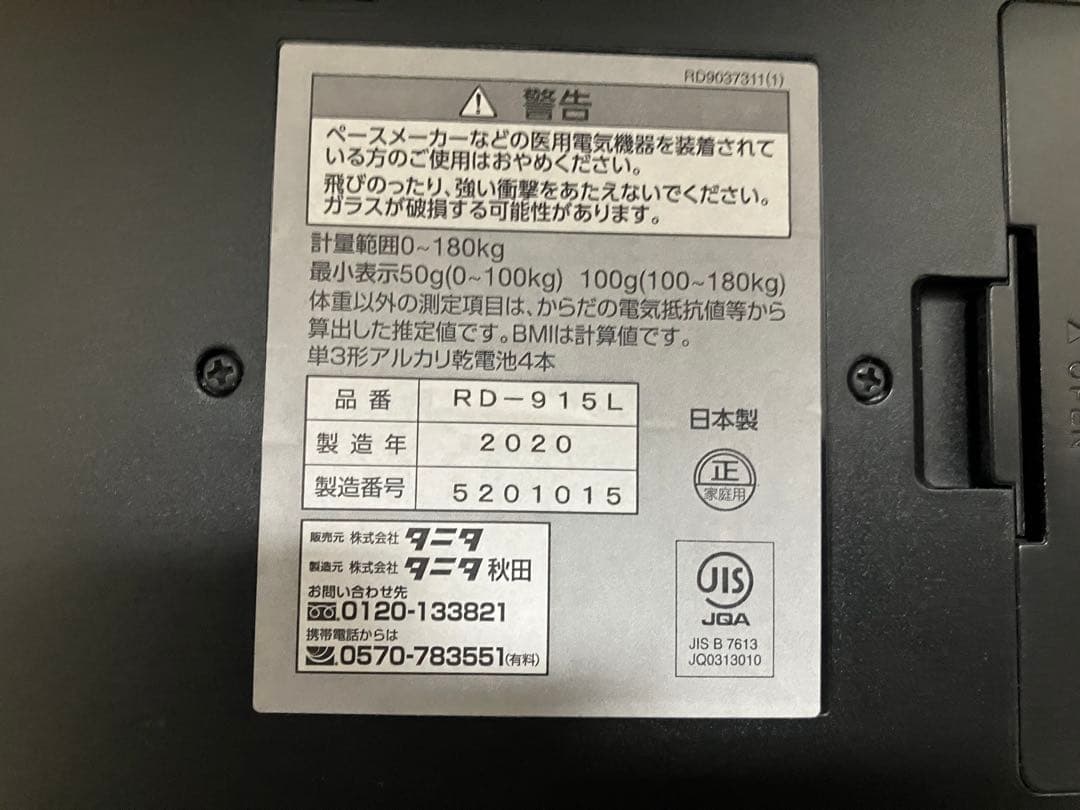 RD9037311(1)
警告
ペースメーカーなどの医用電気機器を装着されて
いる方のご使用はおやめください。
飛びのったり、強い衝撃をあたえないでください。
ガラスが破損する可能性があります。
計量範囲0~180kg
最小表示50g(0~100kg) 100g(100~180kg)
体重以外の測定項目は、からだの電気抵抗値等から
算出した推定値です。BMIは計算値です。
単3形アルカリ乾電池4本
品番 RD-915L
製造年 2020
製造番号 5201015
日本製
正
家庭用
販売元 株式会社 タニタ
製造元 株式会社 タニタ 秋田
お問い合わせ先
0120-133821
携帯電話からは
0570-783551(有料)
JIS
JQA
JIS B 7613
JQ0313010
△OPEN